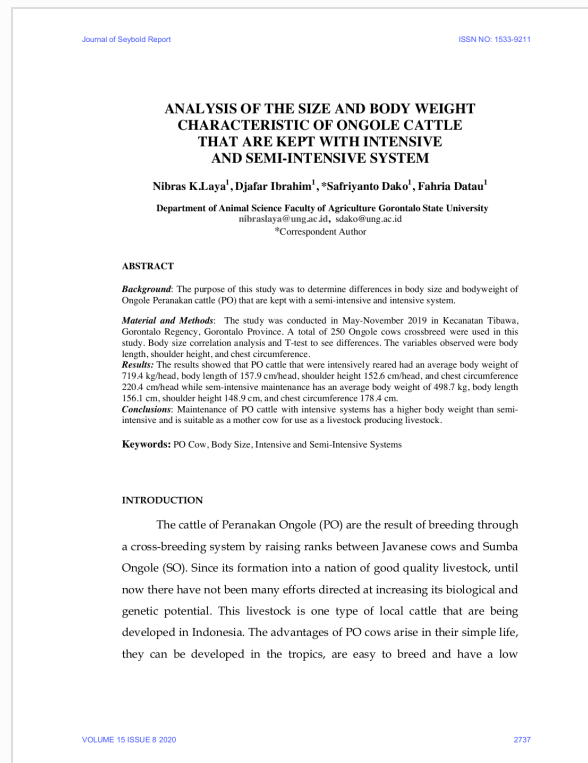 Journal of Seybold Report ISSN NO: 1533-9211
ANALYSIS OF THE SIZE AND BODY WEIGHT
CHARACTERISTIC OF ONGOLE CATTLE
THAT ARE KEPT WITH INTENSIVE
AND SEMI-INTENSIVE SYSTEM
Nibras K.Laya1, Djafar Ibrahim1, *Safriyanto Dako1, Fahria Datau1
Department of Animal Science Faculty of Agriculture Gorontalo State University
nibraslaya@ung.ac.id, sdako@ung.ac.id
*Correspondent Author
ABSTRACT
Background: The purpose of this study was to determine differences in body size and bodyweight of
Ongole Peranakan cattle (PO) that are kept with a semi-intensive and intensive system.
Material and Methods: The study was conducted in May-November 2019 in Kecanatan Tibawa,
Gorontalo Regency, Gorontalo Province. A total of 250 Ongole cows crossbreed were used in this
study. Body size correlation analysis and T-test to see differences. The variables observed were body
length, shoulder height, and chest circumference.
Results: The results showed that PO cattle that were intensively reared had an average body weight of
719.4 kg/head, body length of 157.9 cm/head, shoulder height 152.6 cm/head, and chest circumference
220.4 cm/head while sem-intensive maintenance has an average body weight of 498.7 kg, body length
156.1 cm, shoulder height 148.9 cm, and chest circumference 178.4 cm.
Conclusions: Maintenance of PO cattle with intensive systems has a higher body weight than semi-
intensive and is suitable as a mother cow for use as a livestock producing livestock.
Keywords: PO Cow, Body Size, Intensive and Semi-Intensive Systems
INTRODUCTION
The cattle of Peranakan Ongole (PO) are the result of breeding through
a cross-breeding system by raising ranks between Javanese cows and Sumba
Ongole (SO). Since its formation into a nation of good quality livestock, until
now there have not been many efforts directed at increasing its biological and
genetic potential. This livestock is one type of local cattle that are being
developed in Indonesia. The advantages of PO cows arise in their simple life,
they can be developed in the tropics, are easy to breed and have a low
VOLUME 15 ISSUE 8 2020 2737